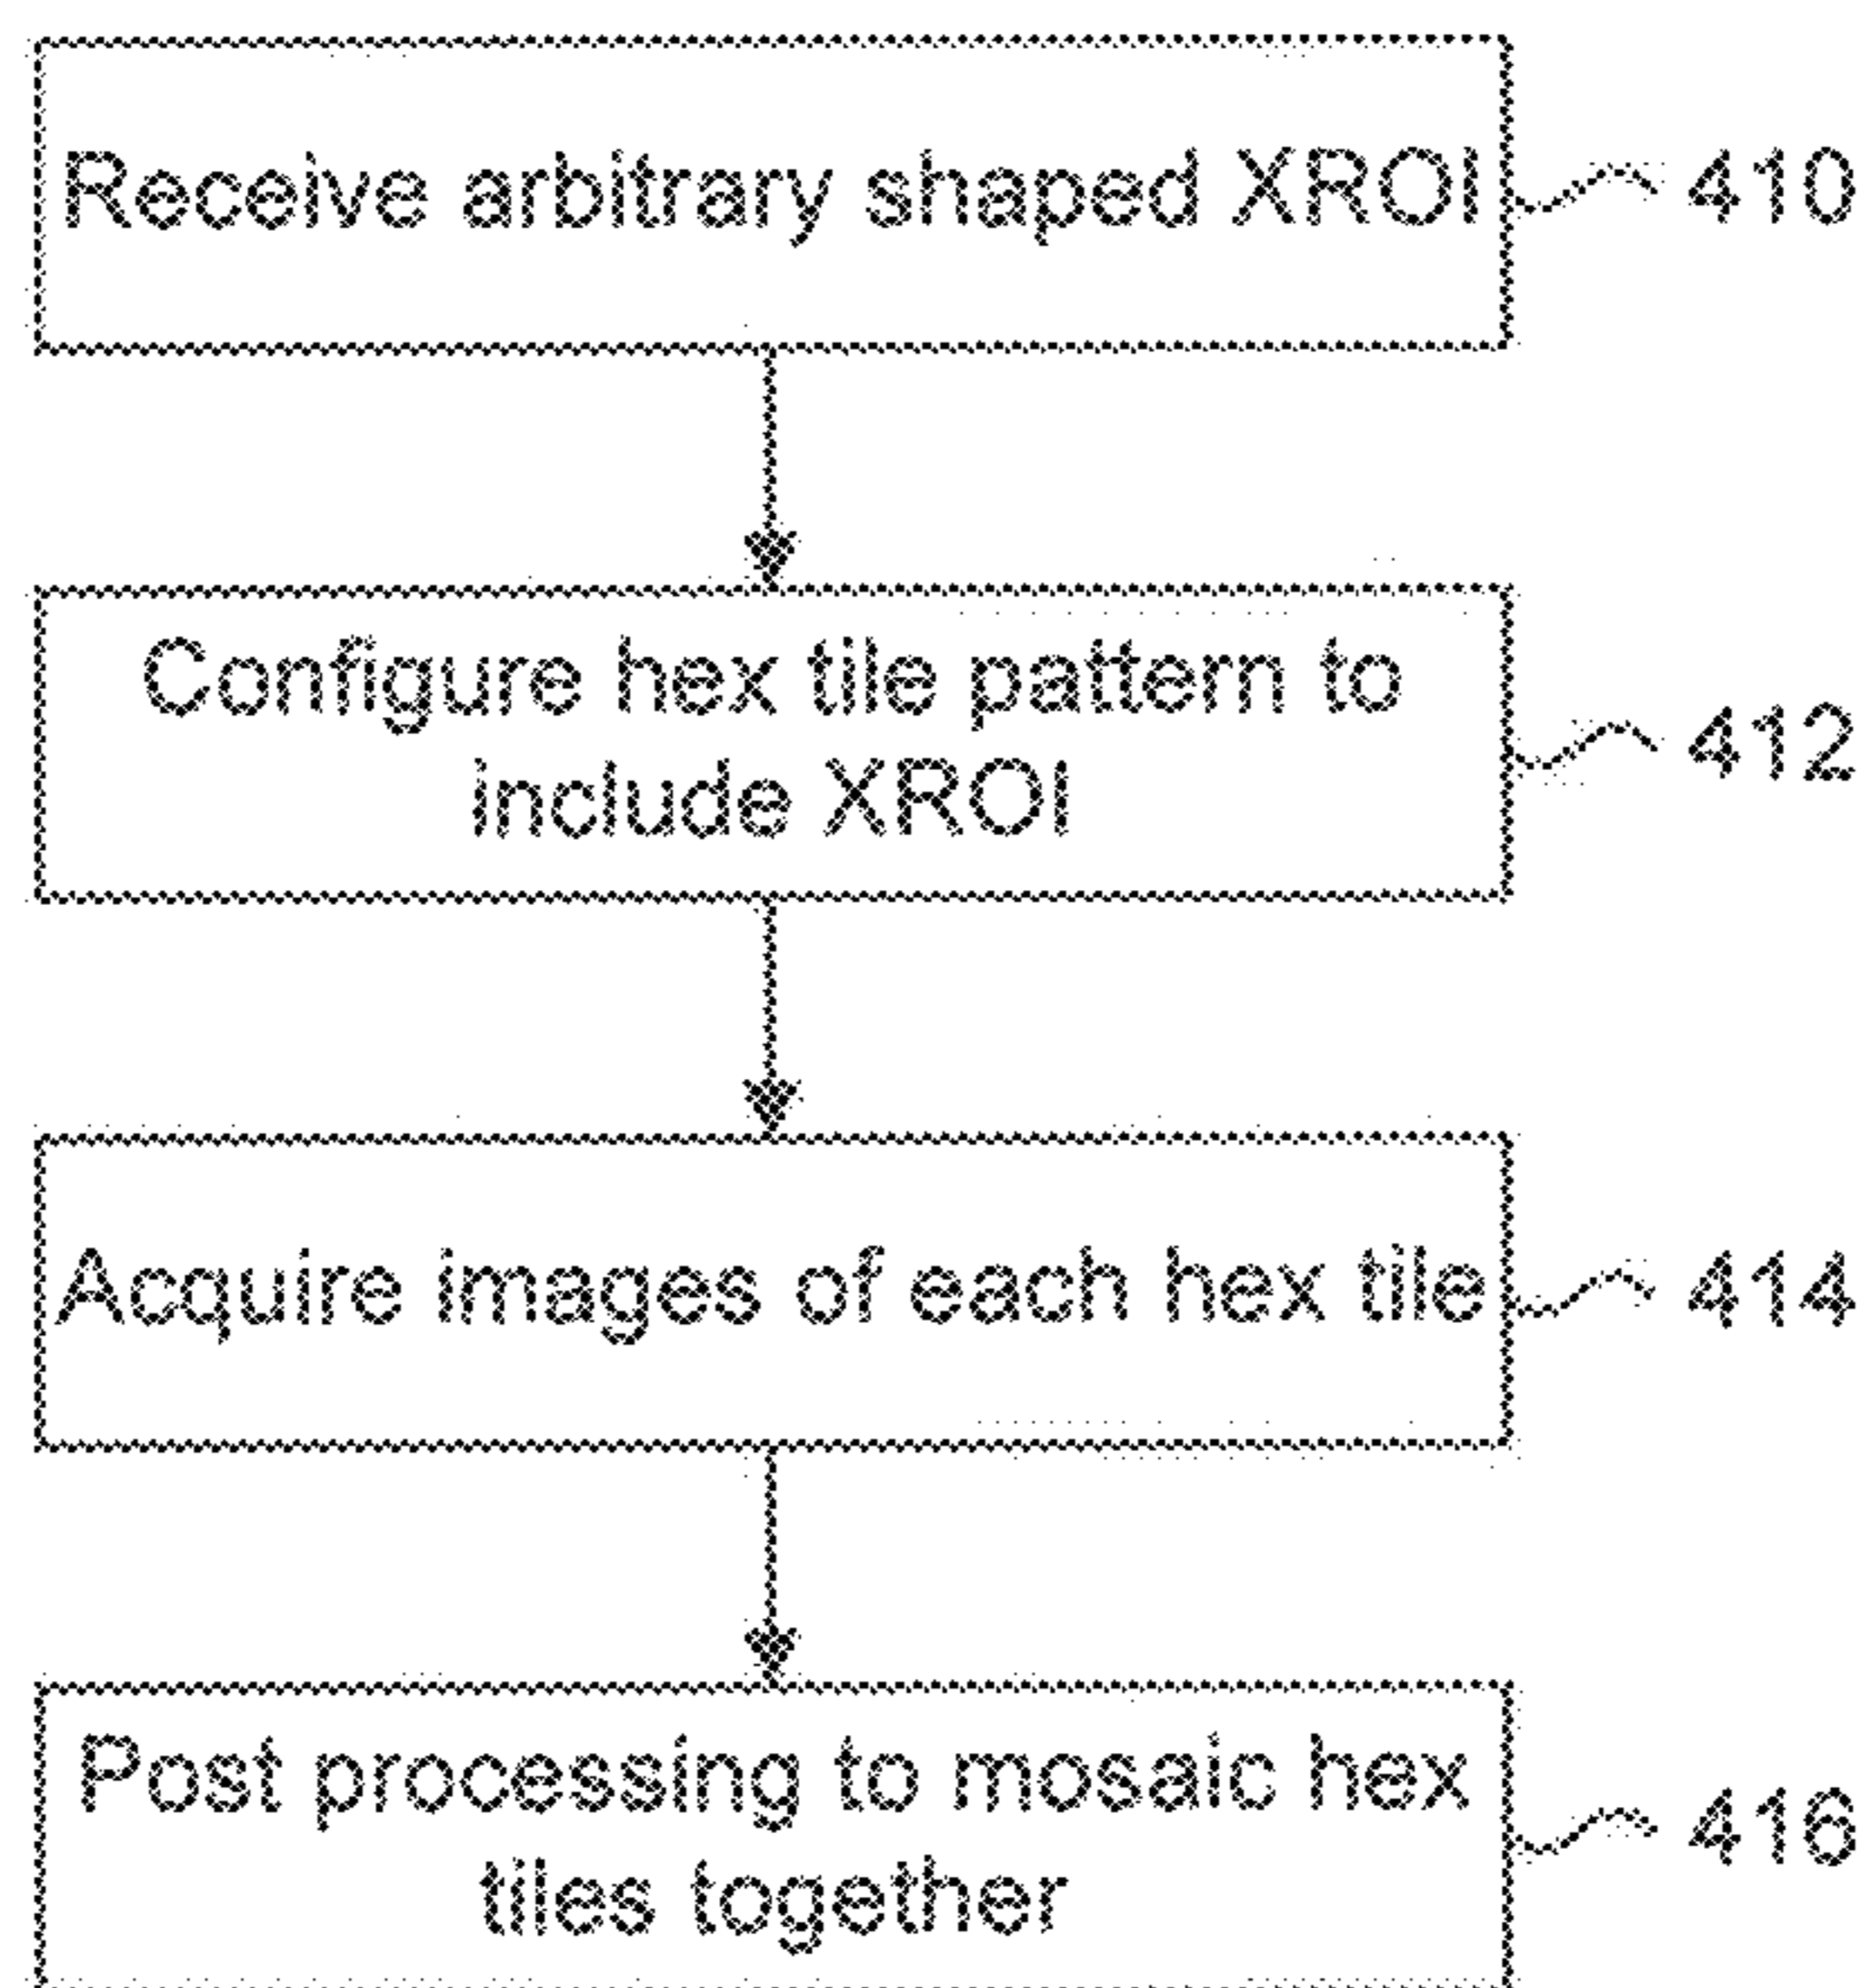 Receive arbitrary shaped XROI
410
Configure hex tile pattern to
include XROI
412
Acquire images of each hex tile
414
Post processing to mosaic hex
tiles together
416